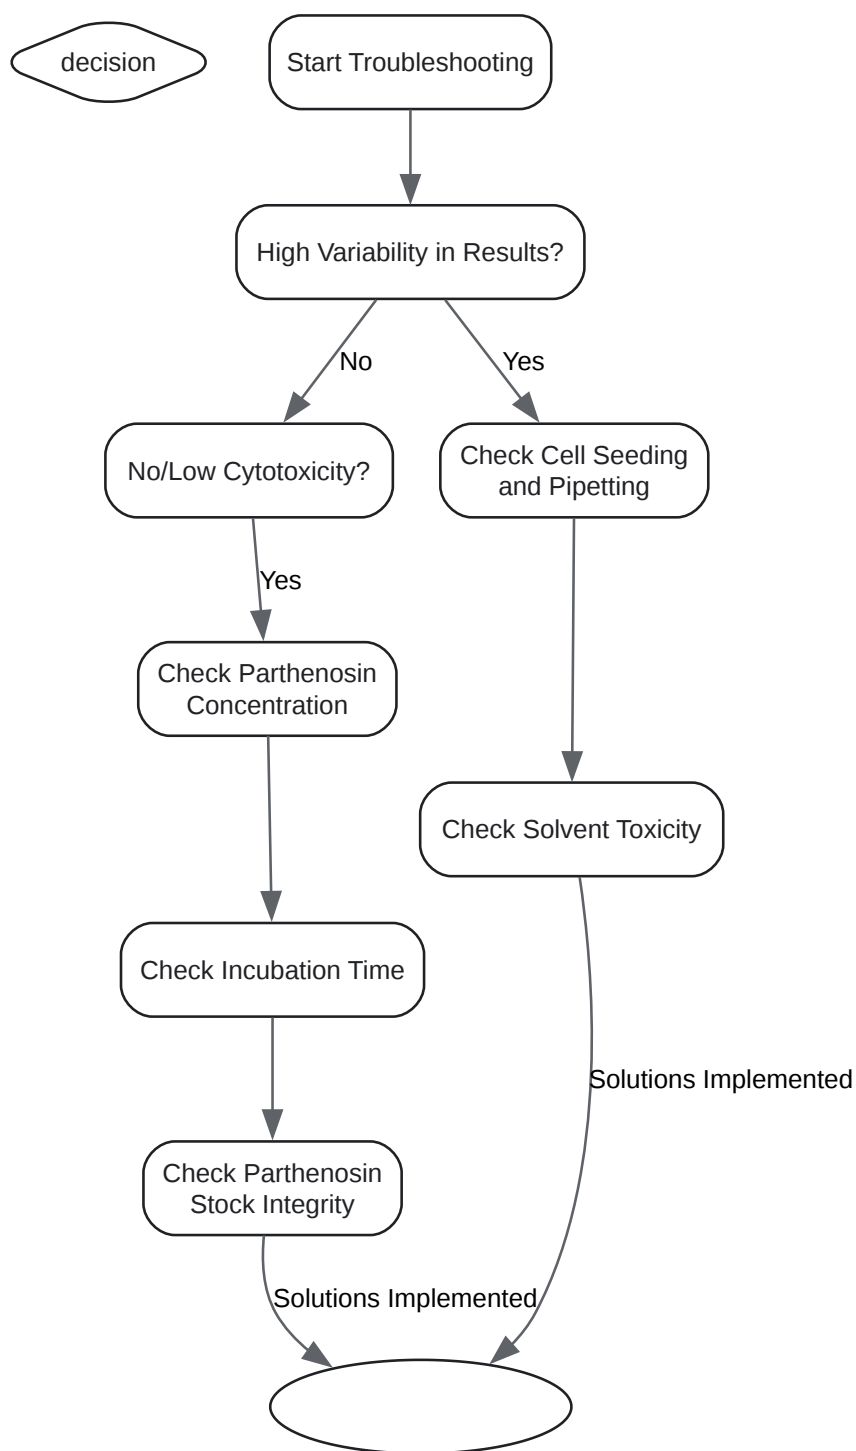 decision
Start Troubleshooting
High Variability in Results?
No
Yes
No/Low Cytotoxicity?
Check Cell Seeding
and Pipetting
Yes
Check Parthenosin
Concentration
Check Solvent Toxicity
Check Incubation Time
Solutions Implemented
Check Parthenosin
Stock Integrity
Solutions Implemented